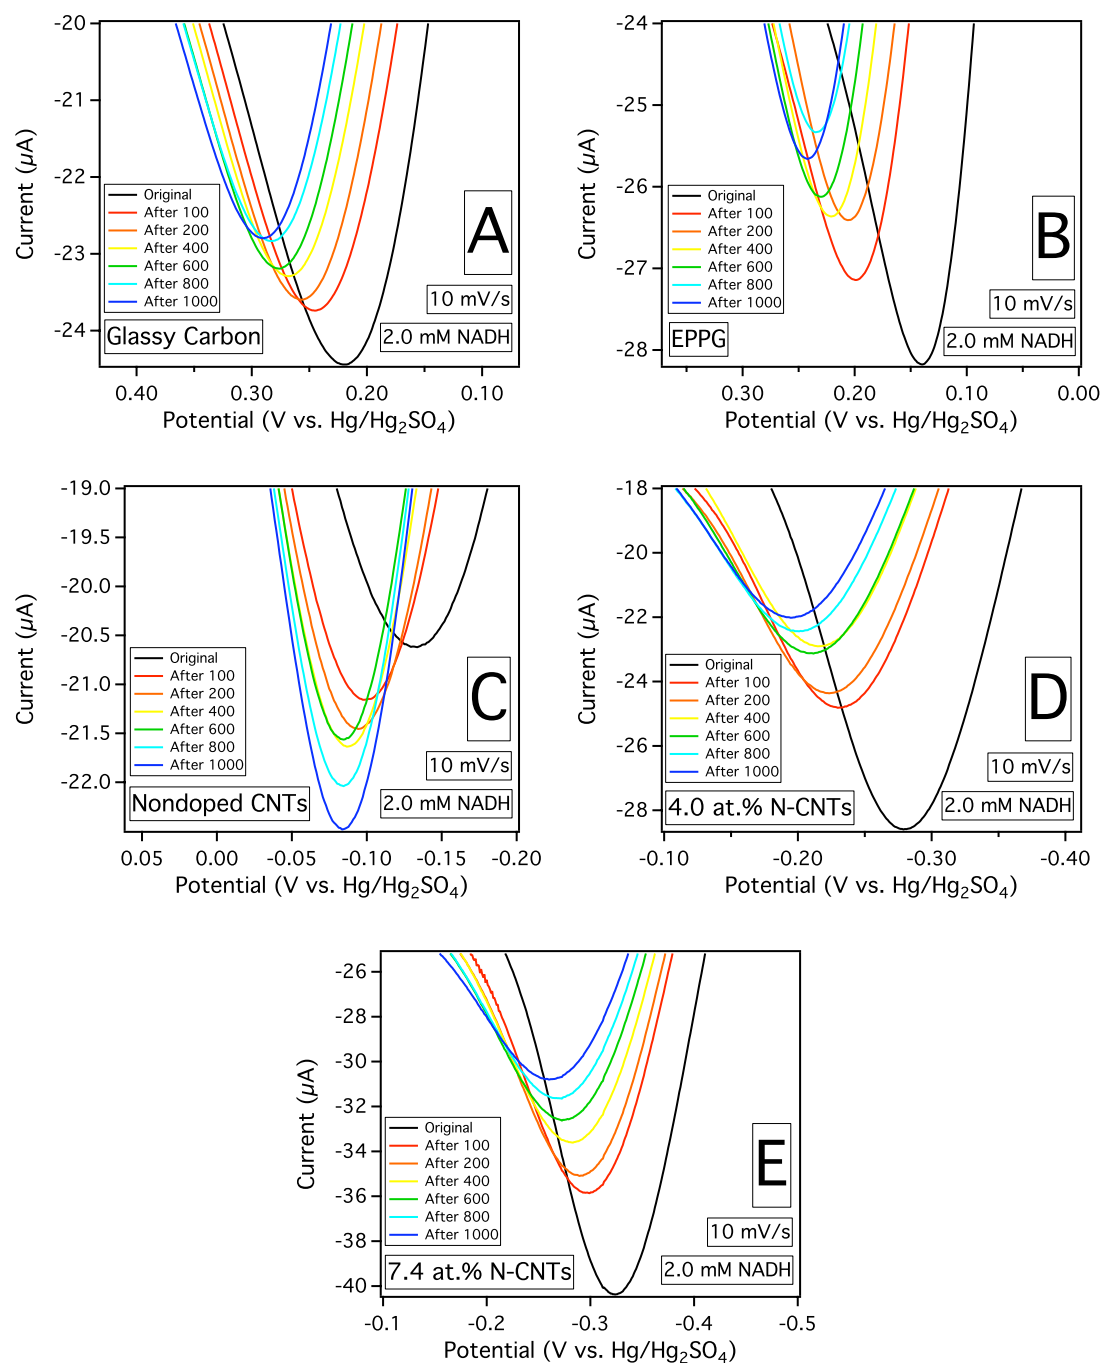 -20
-21
-22
-23
-24
Current (µA)
Original
After 100
After 200
After 400
After 600
After 800
After 1000
A
10 mV/s
Glassy Carbon
2.0 mM NADH
0.40
0.30
0.20
0.10
Potential (V vs. Hg/Hg₂SO₄)
-24
-25
-26
-27
-28
Current (µA)
Original
After 100
After 200
After 400
After 600
After 800
After 1000
B
10 mV/s
EPPG
2.0 mM NADH
0.30
0.20
0.10
0.00
Potential (V vs. Hg/Hg₂SO₄)
-19.0
-19.5
-20.0
-20.5
-21.0
-21.5
-22.0
Current (µA)
Original
After 100
After 200
After 400
After 600
After 800
After 1000
C
10 mV/s
Nondoped CNTs
2.0 mM NADH
0.05
0.00
-0.05
-0.10
-0.15
-0.20
Potential (V vs. Hg/Hg₂SO₄)
-18
-20
-22
-24
-26
-28
Current (µA)
Original
After 100
After 200
After 400
After 600
After 800
After 1000
D
10 mV/s
4.0 at.% N-CNTs
2.0 mM NADH
-0.10
-0.20
-0.30
-0.40
Potential (V vs. Hg/Hg₂SO₄)
-26
-28
-30
-32
-34
-36
-38
-40
Current (µA)
Original
After 100
After 200
After 400
After 600
After 800
After 1000
E
10 mV/s
7.4 at.% N-CNTs
2.0 mM NADH
-0.1
-0.2
-0.3
-0.4
-0.5
Potential (V vs. Hg/Hg₂SO₄)